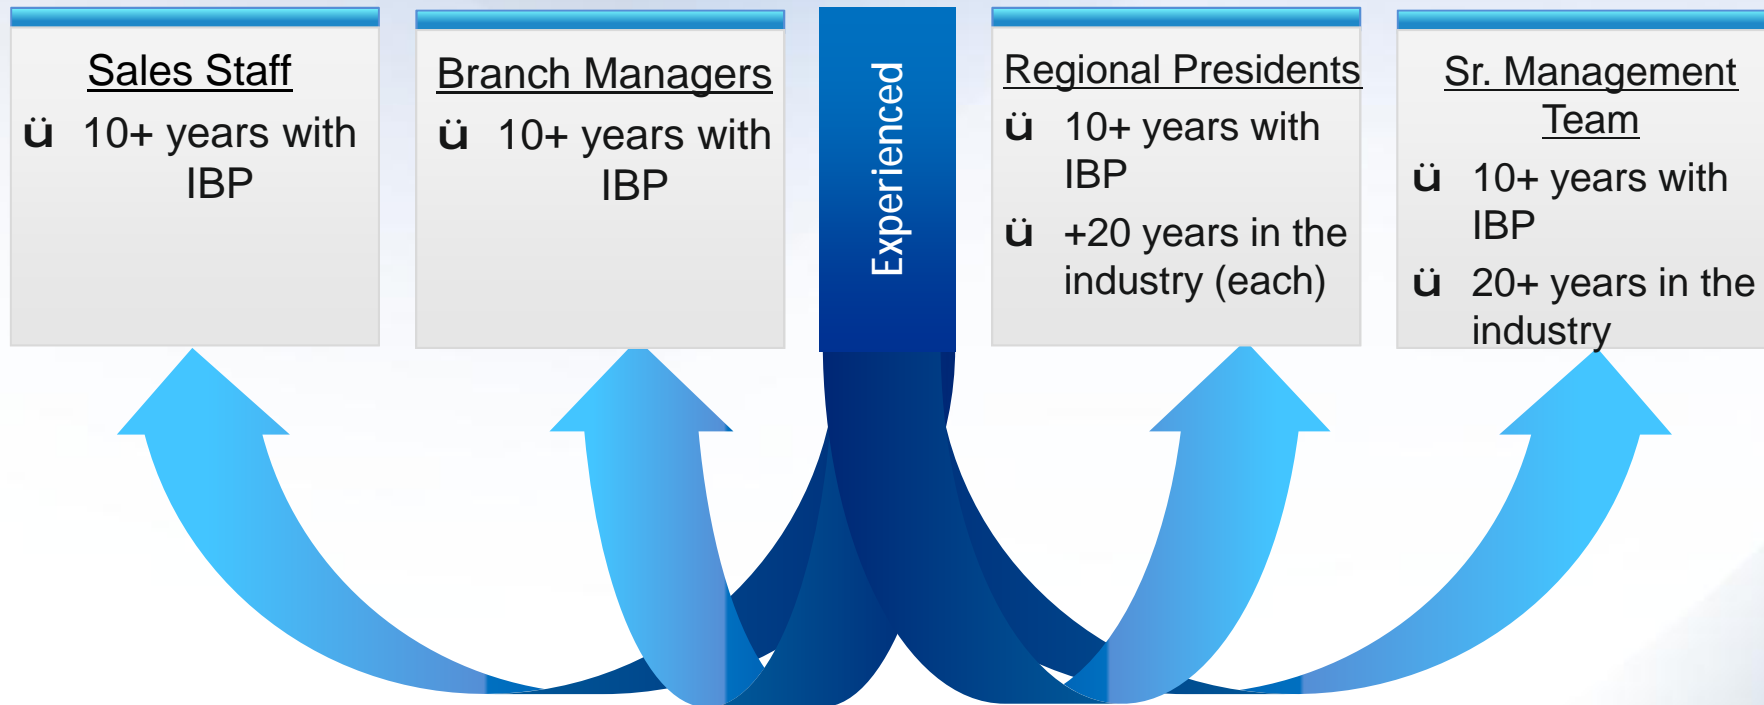 Sales Staff
ü 10+ years with
IBP
Branch Managers
ü 10+ years with
IBP
Experienced
Regional Presidents
ü 10+ years with
IBP
ü +20 years in the
industry (each)
Sr. Management
Team
ü 10+ years with
IBP
ü 20+ years in the
industry